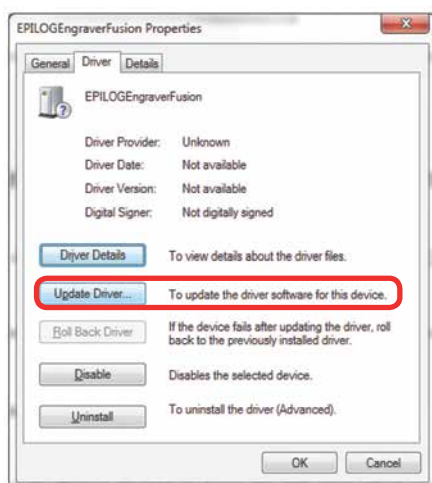 EPILOGEngraverFusion Properties
General Driver Details
EPILOGEngraverFusion
Driver Provider: Unknown
Driver Date: Not available
Driver Version: Not available
Digital Signer: Not digitally signed
Driver Details To view details about the driver files.
Update Driver... To update the driver software for this device.
Roll Back Driver If the device fails after updating the driver, roll
back to the previously installed driver.
Disable Disables the selected device.
Uninstall To uninstall the driver (Advanced).
OK Cancel